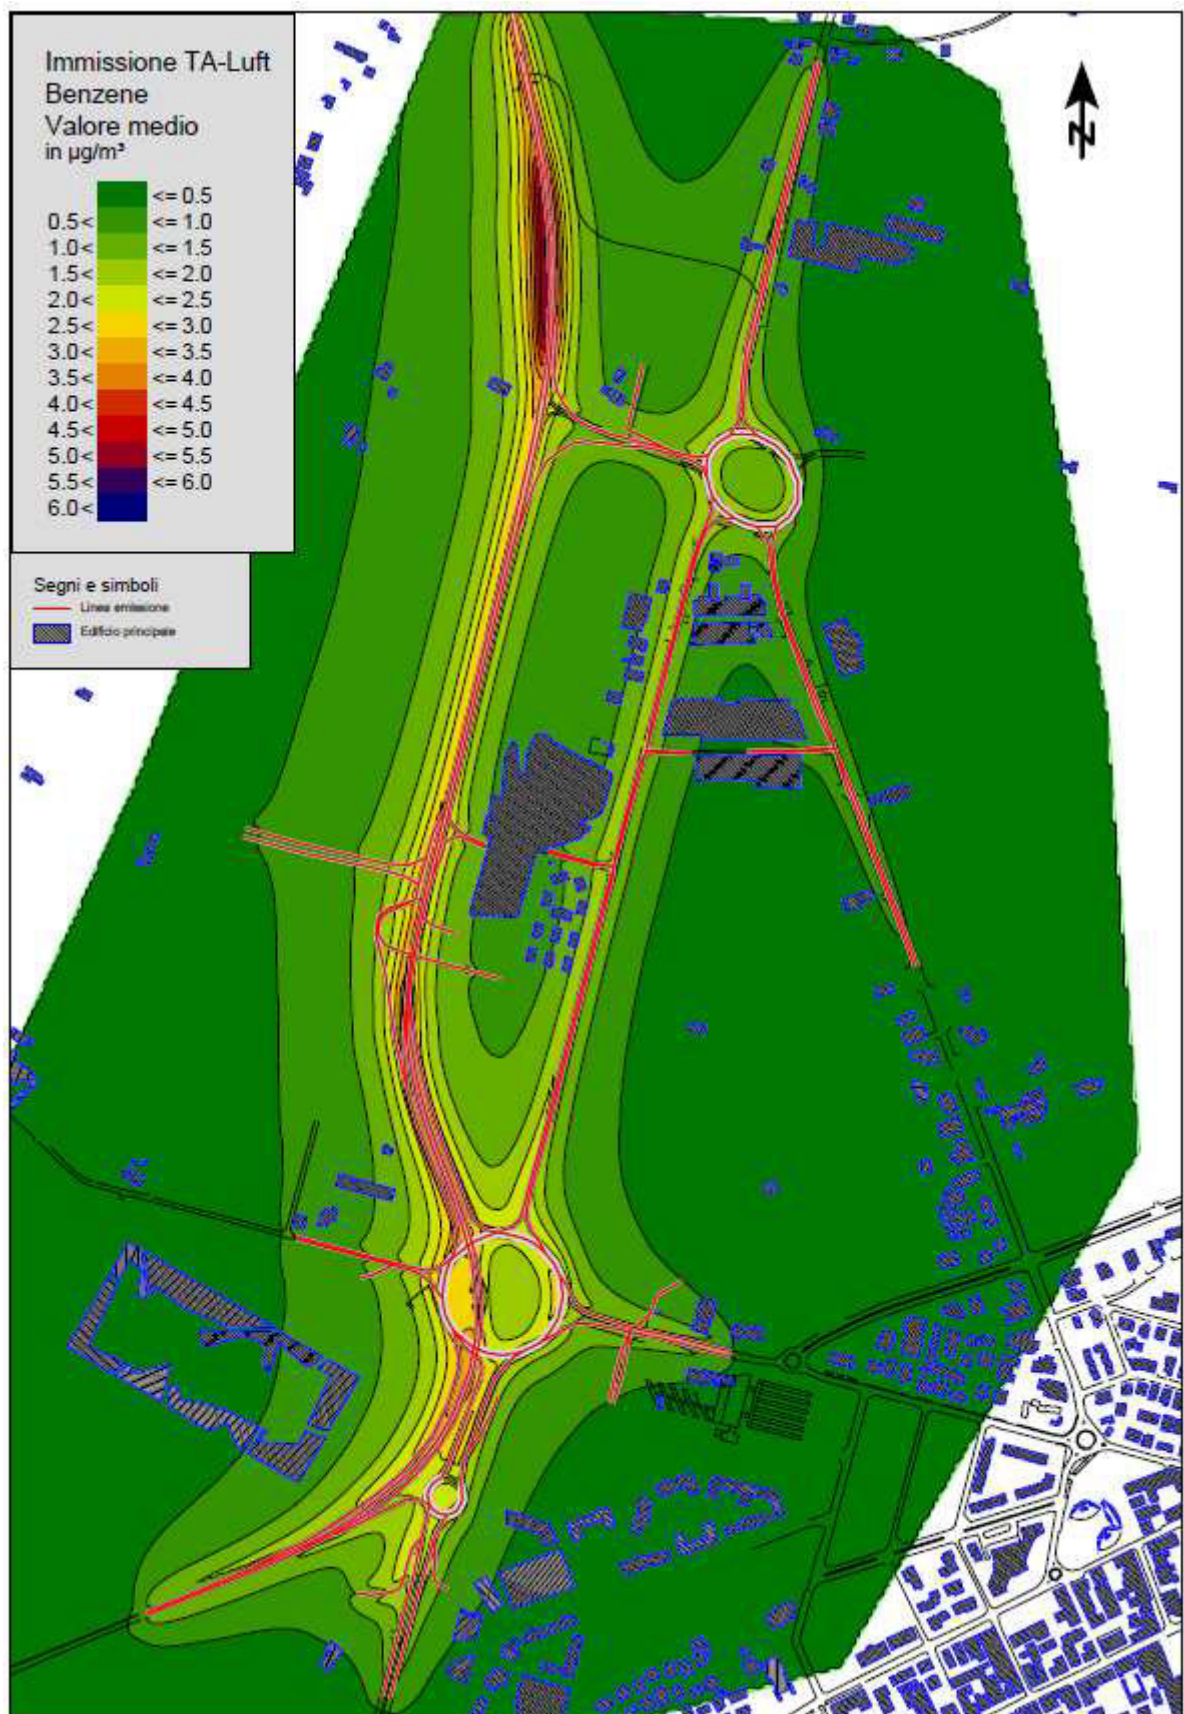 Immissione TA-Luft
Benzene
Valore medio
in µg/m³
<= 0.5
0.5< <= 1.0
1.0< <= 1.5
1.5< <= 2.0
2.0< <= 2.5
2.5< <= 3.0
3.0< <= 3.5
3.5< <= 4.0
4.0< <= 4.5
4.5< <= 5.0
5.0< <= 5.5
5.5< <= 6.0
6.0<
Segni e simboli
Linea emissione
Edificio principale
N